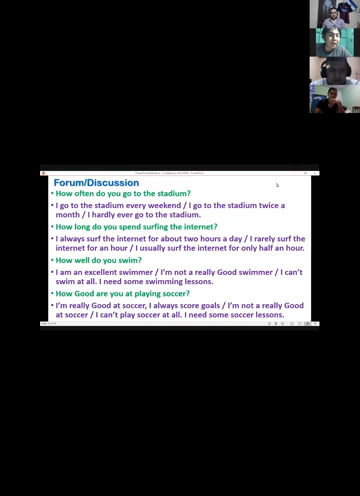 Forum/Discussion
• How often do you go to the stadium?
• I go to the stadium every weekend / I go to the stadium twice a
month / I hardly ever go to the stadium.
• How long do you spend surfing the internet?
• I always surf the internet for about two hours a day / I rarely surf the
internet for an hour / I usually surf the internet for only half an hour.
• How well do you swim?
• I am an excellent swimmer / I'm not a really Good swimmer / I can't
swim at all. I need some swimming lessons.
• How Good are you at playing soccer?
• I'm really Good at soccer, I always score goals / I'm not a really Good
at soccer / I can't play soccer at all. I need some soccer lessons.